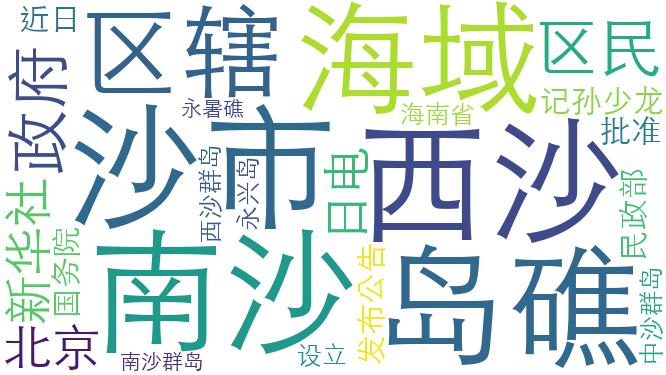 近日
区辖
海域
区民
政府
永暑礁
海南省
记孙少龙
沙市
西沙
批准
新华社
国务院
西沙群岛
永兴岛
日电
民政部
南沙
岛礁
发布公告
中沙群岛
北京
南沙群岛
设立